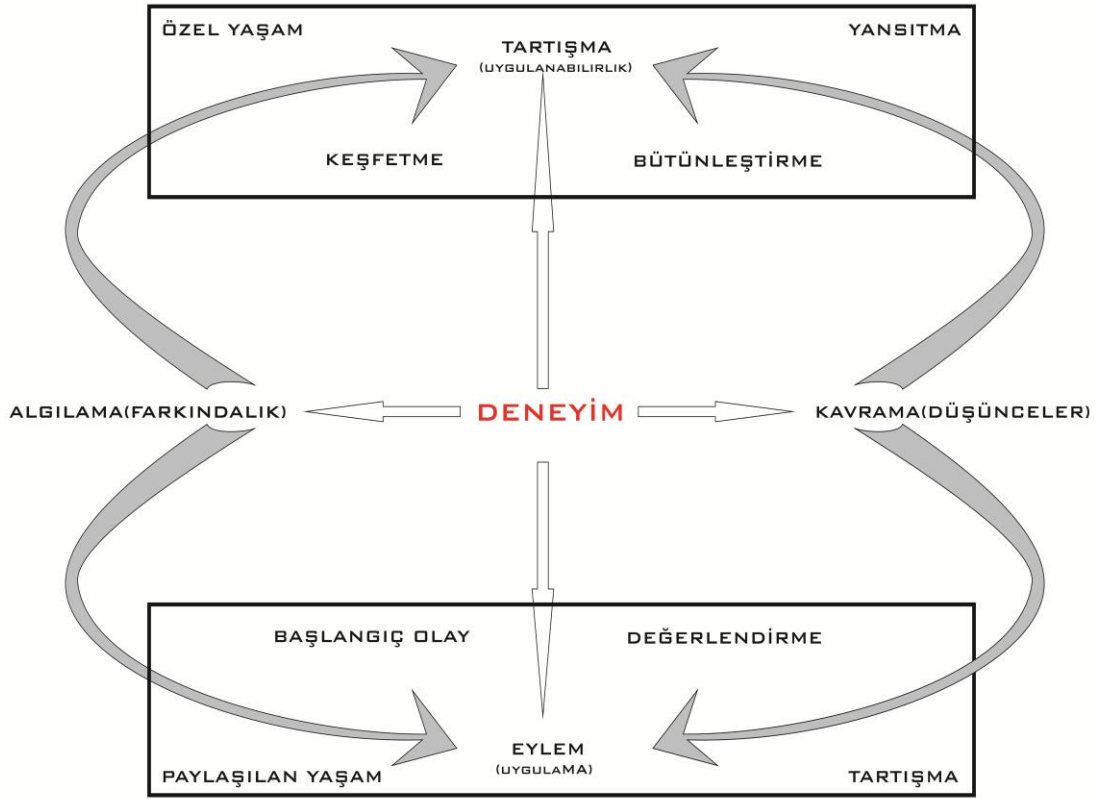 ÖZEL YAŞAM
TARTIŞMA
(UYGULANABILIRLIK)
YANSITMA
KEŞFETME
BÜTÜNLEŞTİRME
ALGILAMA(FARKINDALIK)
DENEYİM
KAVRAMA(DÜŞÜNCELER)
BAŞLANGIÇ OLAY
DEĞERLENDİRME
EYLEM
(UYGULAMA)
PAYLAŞILAN YAŞAM
TARTIŞMA